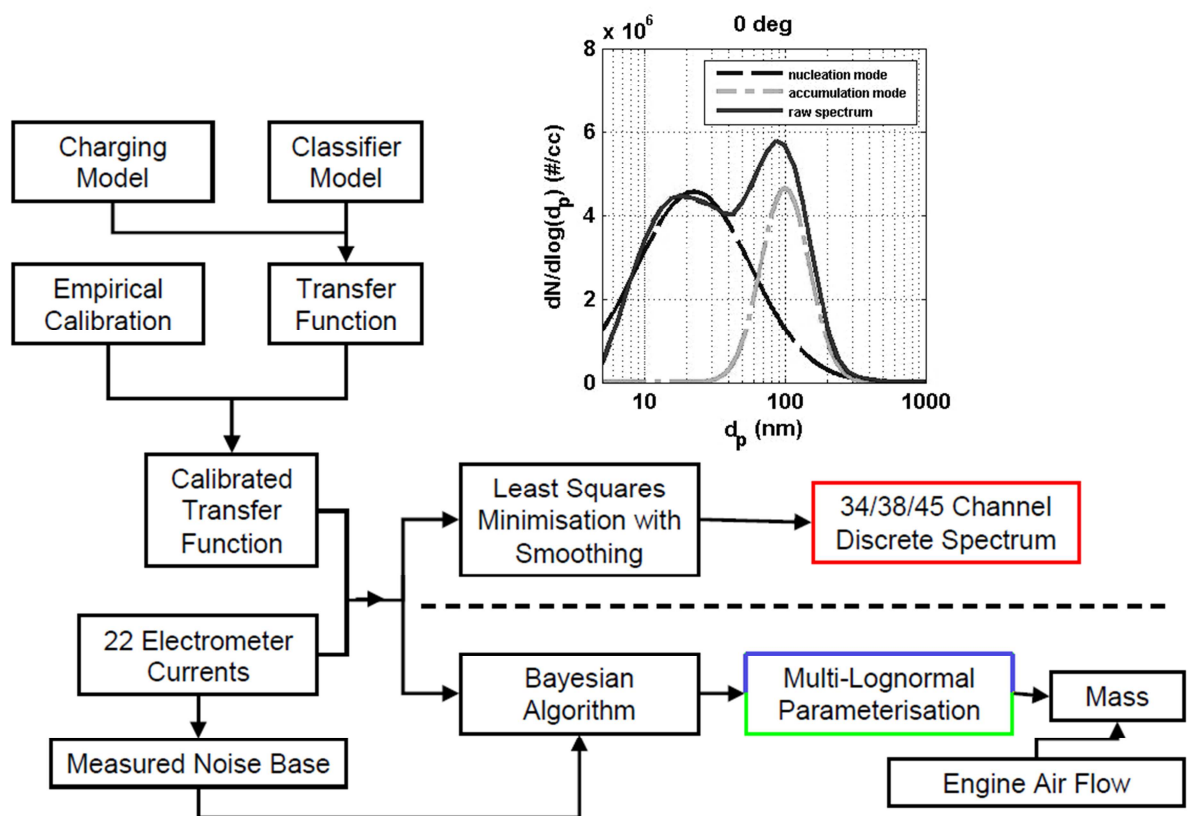 x 10^6
0 deg
8
6
4
2
0
10
100
1000
dN/dlog(d_p) (#/cc)
d_p (nm)
nucleation mode
accumulation mode
raw spectrum
Charging
Model
Classifier
Model
Empirical
Calibration
Transfer
Function
Calibrated
Transfer
Function
Least Squares
Minimisation with
Smoothing
34/38/45 Channel
Discrete Spectrum
22 Electrometer
Currents
Bayesian
Algorithm
Multi-Lognormal
Parameterisation
Mass
Measured Noise Base
Engine Air Flow